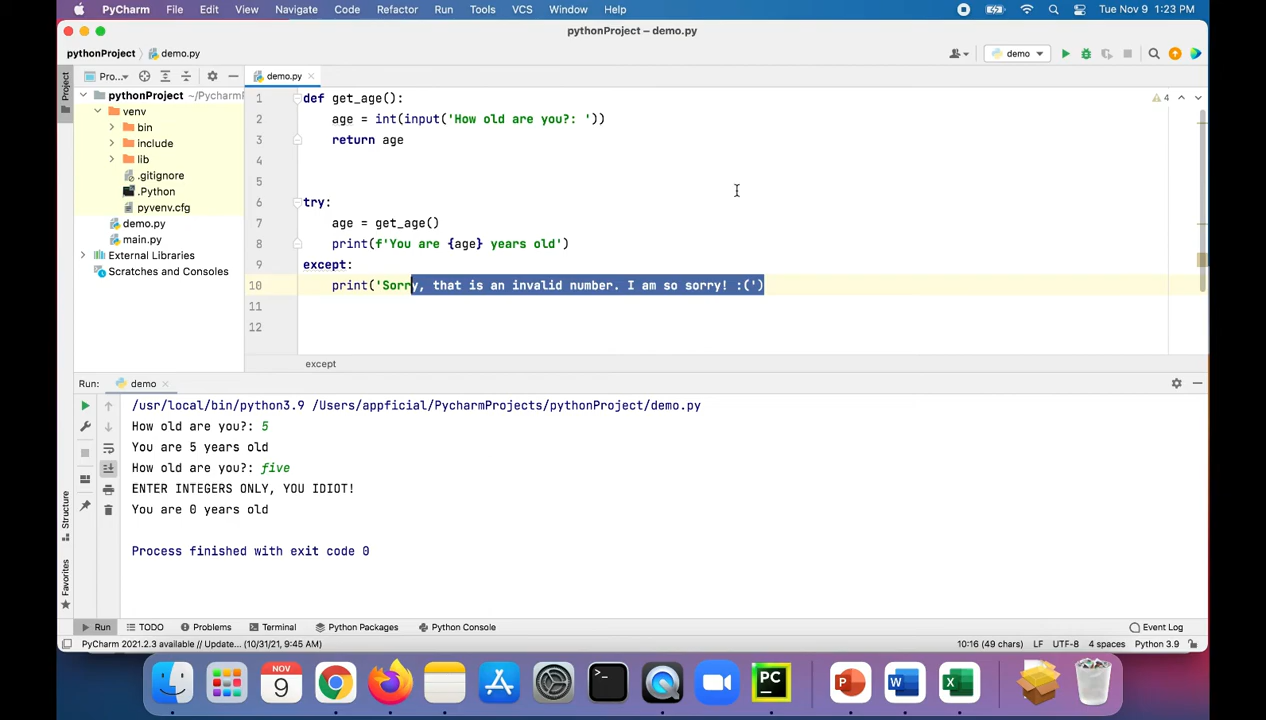 PyCharm File Edit View Navigate Code Refactor Run Tools VCS Window Help Tue Nov 9 1:23 PM
pythonProject – demo.py
pythonProject demo.py demo
Project Pro... demo.py
pythonProject ~/PycharmP
venv
bin
include
lib
.gitignore
.Python
pyvenv.cfg
demo.py
main.py
External Libraries
Scratches and Consoles
4
1 def get_age():
2 age = int(input('How old are you?: '))
3 return age
4
5
6 try:
7 age = get_age()
8 print(f'You are {age} years old')
9 except:
10 print('Sorry, that is an invalid number. I am so sorry! :(')
11
12
except
Run: demo
/usr/local/bin/python3.9 /Users/appficial/PycharmProjects/pythonProject/demo.py
How old are you?: 5
You are 5 years old
How old are you?: five
ENTER INTEGERS ONLY, YOU IDIOT!
You are 0 years old
Process finished with exit code 0
Structure
Favorites
Run TODO Problems Debug Terminal Python Packages Python Console Event Log
PyCharm 2021.2.3 available // Update... (10/31/21, 9:45 AM) 10:16 (49 chars) LF UTF-8 4 spaces Python 3.9
NOV
9
>_
PC
P
W
X